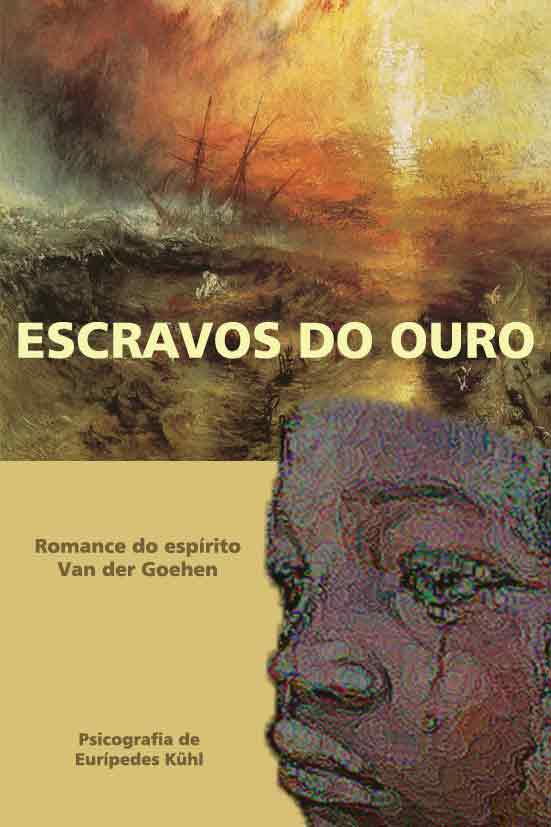 ESCRAVOS DO OURO
Romance do espírito
Van der Goehen
Psicografia de
Eurípedes Kühl